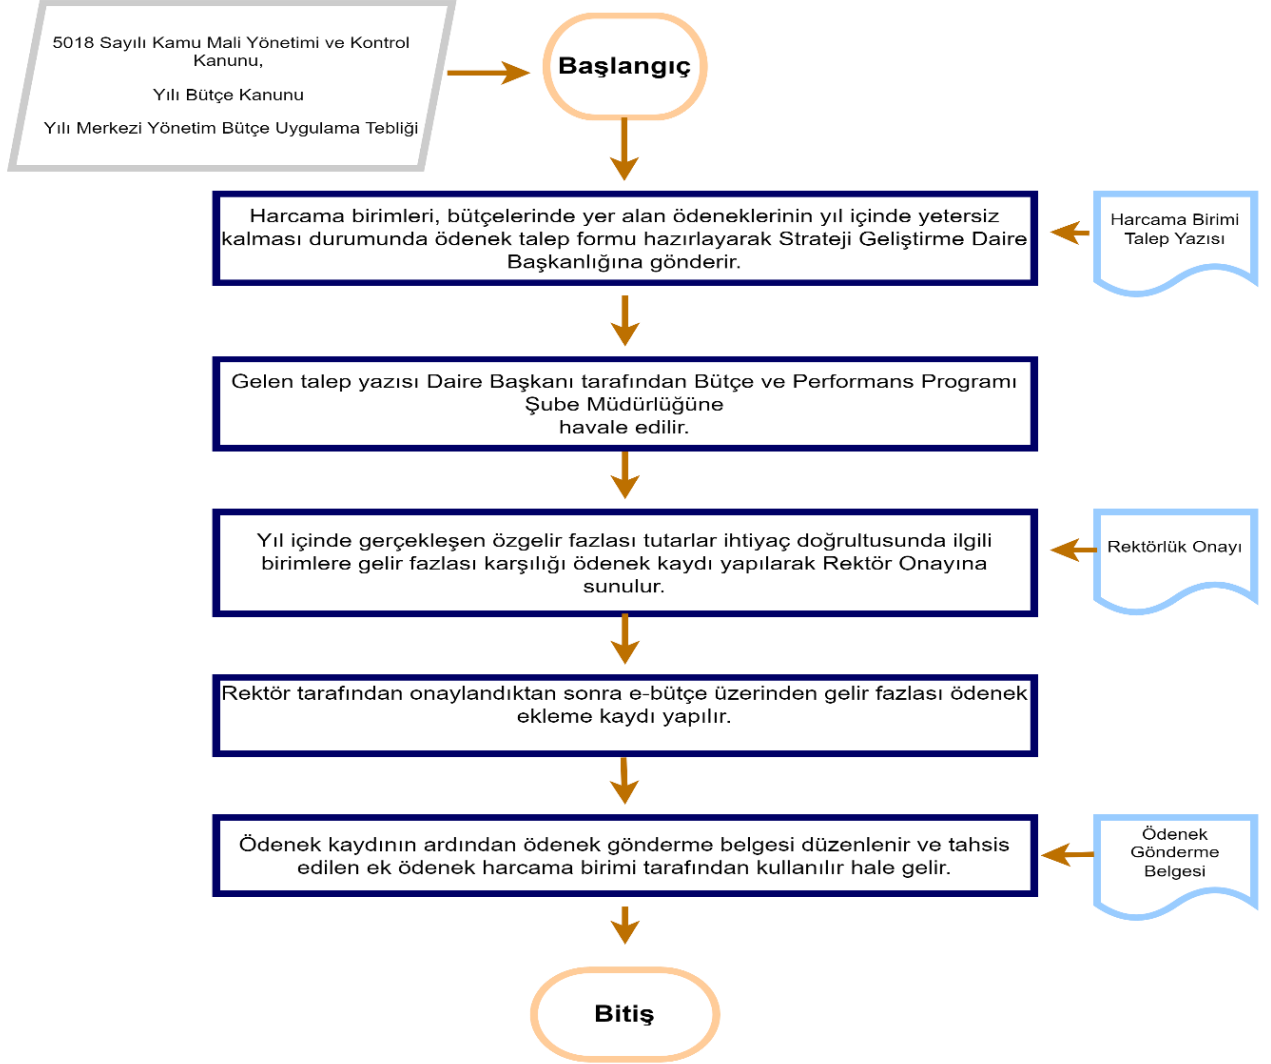 5018 Sayılı Kamu Mali Yönetimi ve Kontrol
Kanunu,
Yılı Bütçe Kanunu
Yılı Merkezi Yönetim Bütçe Uygulama Tebliği
Başlangıç
Harcama birimleri, bütçelerinde yer alan ödeneklerinin yıl içinde yetersiz
kalması durumunda ödenek talep formu hazırlayarak Strateji Geliştirme Daire
Başkanlığına gönderir.
Harcama Birimi
Talep Yazısı
Gelen talep yazısı Daire Başkanı tarafından Bütçe ve Performans Programı
Şube Müdürlüğüne
havale edilir.
Yıl içinde gerçekleşen özgelir fazlası tutarlar ihtiyaç doğrultusunda ilgili
birimlere gelir fazlası karşılığı ödenek kaydı yapılarak Rektör Onayına
sunulur.
Rektörlük Onayı
Rektör tarafından onaylandıktan sonra e-bütçe üzerinden gelir fazlası ödenek
ekleme kaydı yapılır.
Ödenek kaydının ardından ödenek gönderme belgesi düzenlenir ve tahsis
edilen ek ödenek harcama birimi tarafından kullanılır hale gelir.
Ödenek
Gönderme
Belgesi
Bitiş